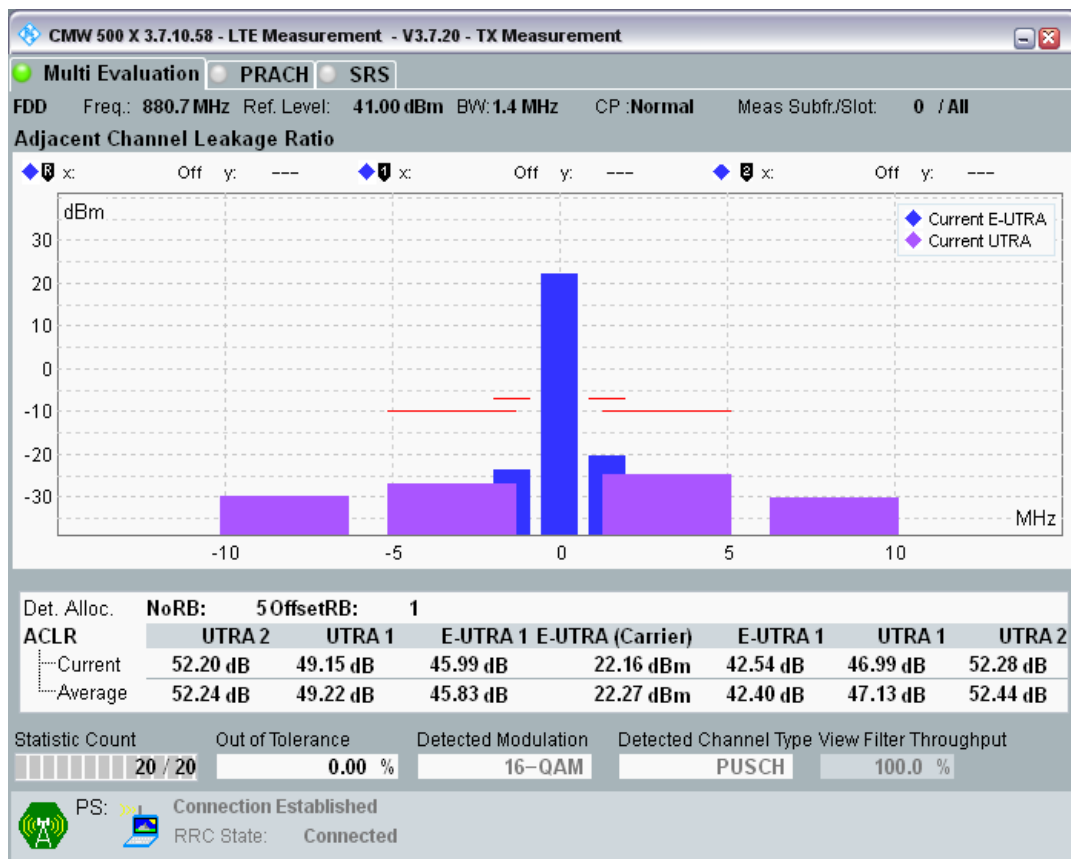 CMW 500 X 3.7.10.58 - LTE Measurement - V3.7.20 - TX Measurement
Multi Evaluation PRACH SRS
FDD Freq.: 880.7 MHz Ref. Level: 41.00 dBm BW: 1.4 MHz CP :Normal Meas Subfr./Slot: 0 / All
Adjacent Channel Leakage Ratio
R x: Off y: --- 1 x: Off y: --- 2 x: Off y: ---
dBm
Current E-UTRA
Current UTRA
30
20
10
0
-10
-20
-30
MHz
-10 -5 0 5 10
Det. Alloc. NoRB: 5 OffsetRB: 1
ACLR UTRA 2 UTRA 1 E-UTRA 1 E-UTRA (Carrier) E-UTRA 1 UTRA 1 UTRA 2
Current 52.20 dB 49.15 dB 45.99 dB 22.16 dBm 42.54 dB 46.99 dB 52.28 dB
Average 52.24 dB 49.22 dB 45.83 dB 22.27 dBm 42.40 dB 47.13 dB 52.44 dB
Statistic Count Out of Tolerance Detected Modulation Detected Channel Type View Filter Throughput
20 / 20 0.00 % 16-QAM PUSCH 100.0 %
PS: Connection Established
RRC State: Connected